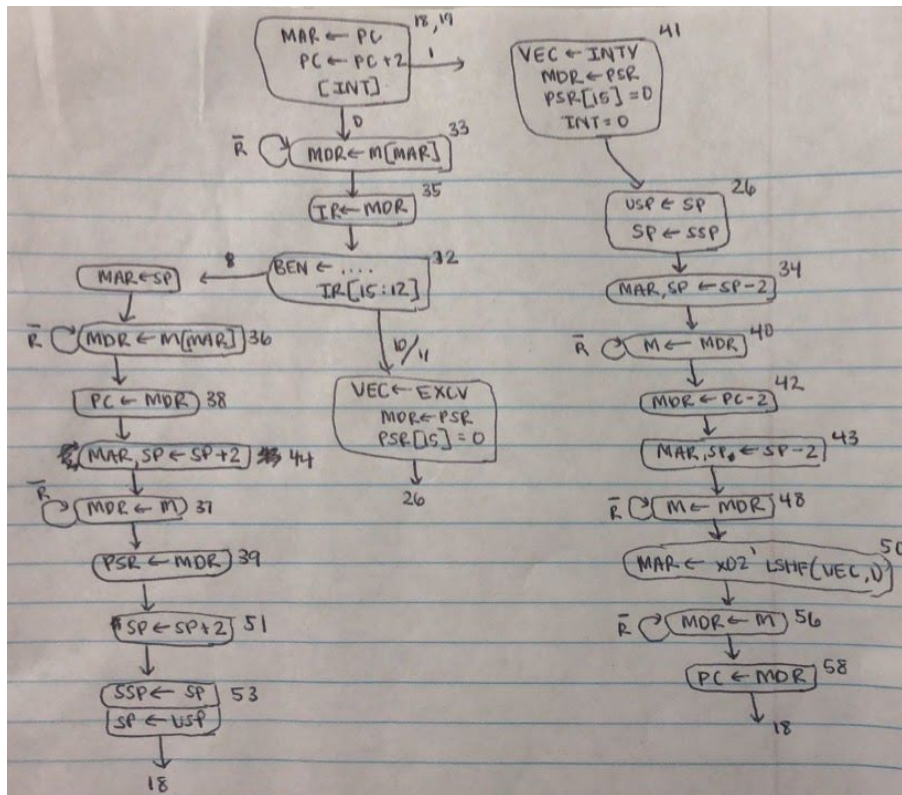 18,19
MAR ← PC
PC ← PC+2
[INT]
1
0
33
R̅
MDR ← M[MAR]
35
IR ← MDR
32
BEN ← ....
IR[15:12]
8
10/11
VEC ← EXCV
MDR ← PSR
PSR[15] = 0
26
MAR ← SP
R̅
MDR ← M[MAR] 36
PC ← MDR 38
MAR, SP ← SP+2 44
R̅
MDR ← M 37
PSR ← MDR 39
SP ← SP+2 51
SSP ← SP 53
SP ← USP
18
41
VEC ← INTV
MDR ← PSR
PSR[15] = 0
INT = 0
26
USP ← SP
SP ← SSP
34
MAR, SP ← SP-2
40
R̅
M ← MDR
42
MDR ← PC-2
43
MAR, SP ← SP-2
R̅
M ← MDR 48
50
MAR ← x02' LSHF(VEC,1)
R̅
MDR ← M 56
PC ← MDR 58
18